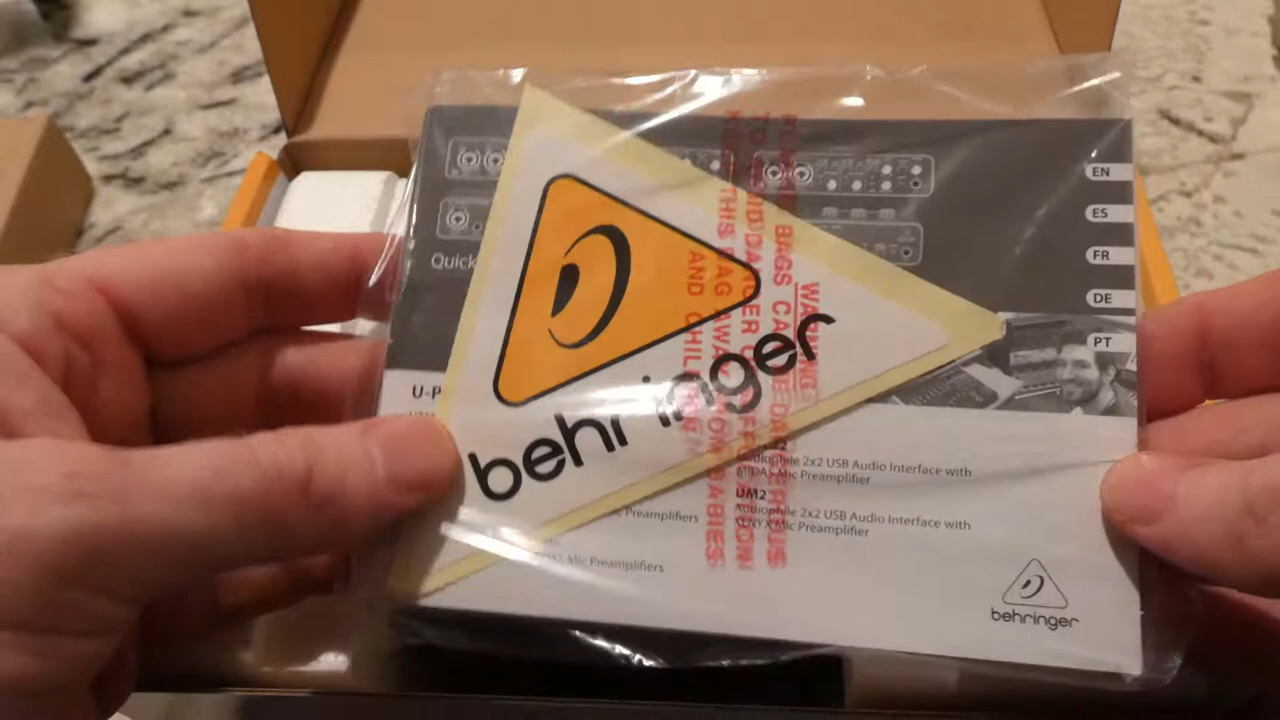 EN
ES
FR
DE
PT
Quick
U-P
behringer
WARNING
PLASTIC BAGS CAN BE DANGEROUS
TO AVOID DANGER OF SUFFOCATION
KEEP THIS BAG AWAY FROM BABIES
AND CHILDREN
Audiophile 2x2 USB Audio Interface with
MIDAS Mic Preamplifier
UM2
Audiophile 2x2 USB Audio Interface with
XENYX Mic Preamplifier
Preamplifiers
Mic Preamplifiers
behringer